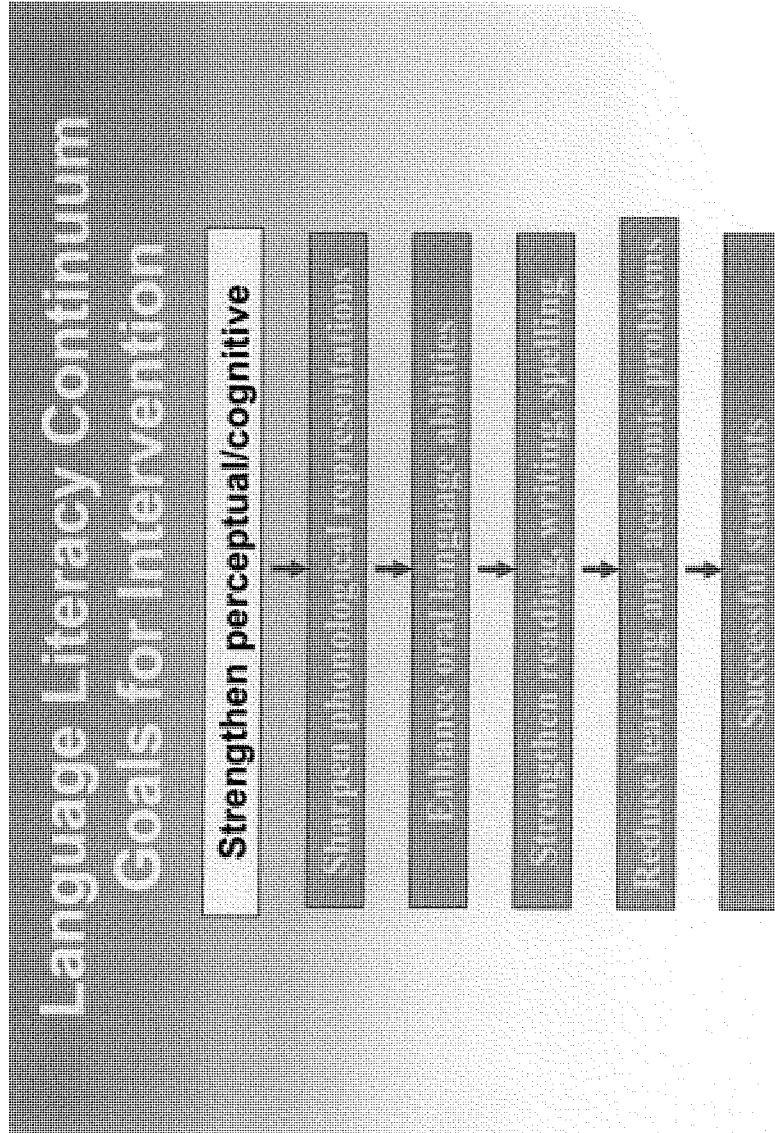 Language Literacy Continuum
Goals for Intervention
Strengthen perceptual/cognitive
Sharpen phonological representations
Enhance oral language abilities
Strengthen reading, writing, spelling
Reduce learning and academic problems
Successful students